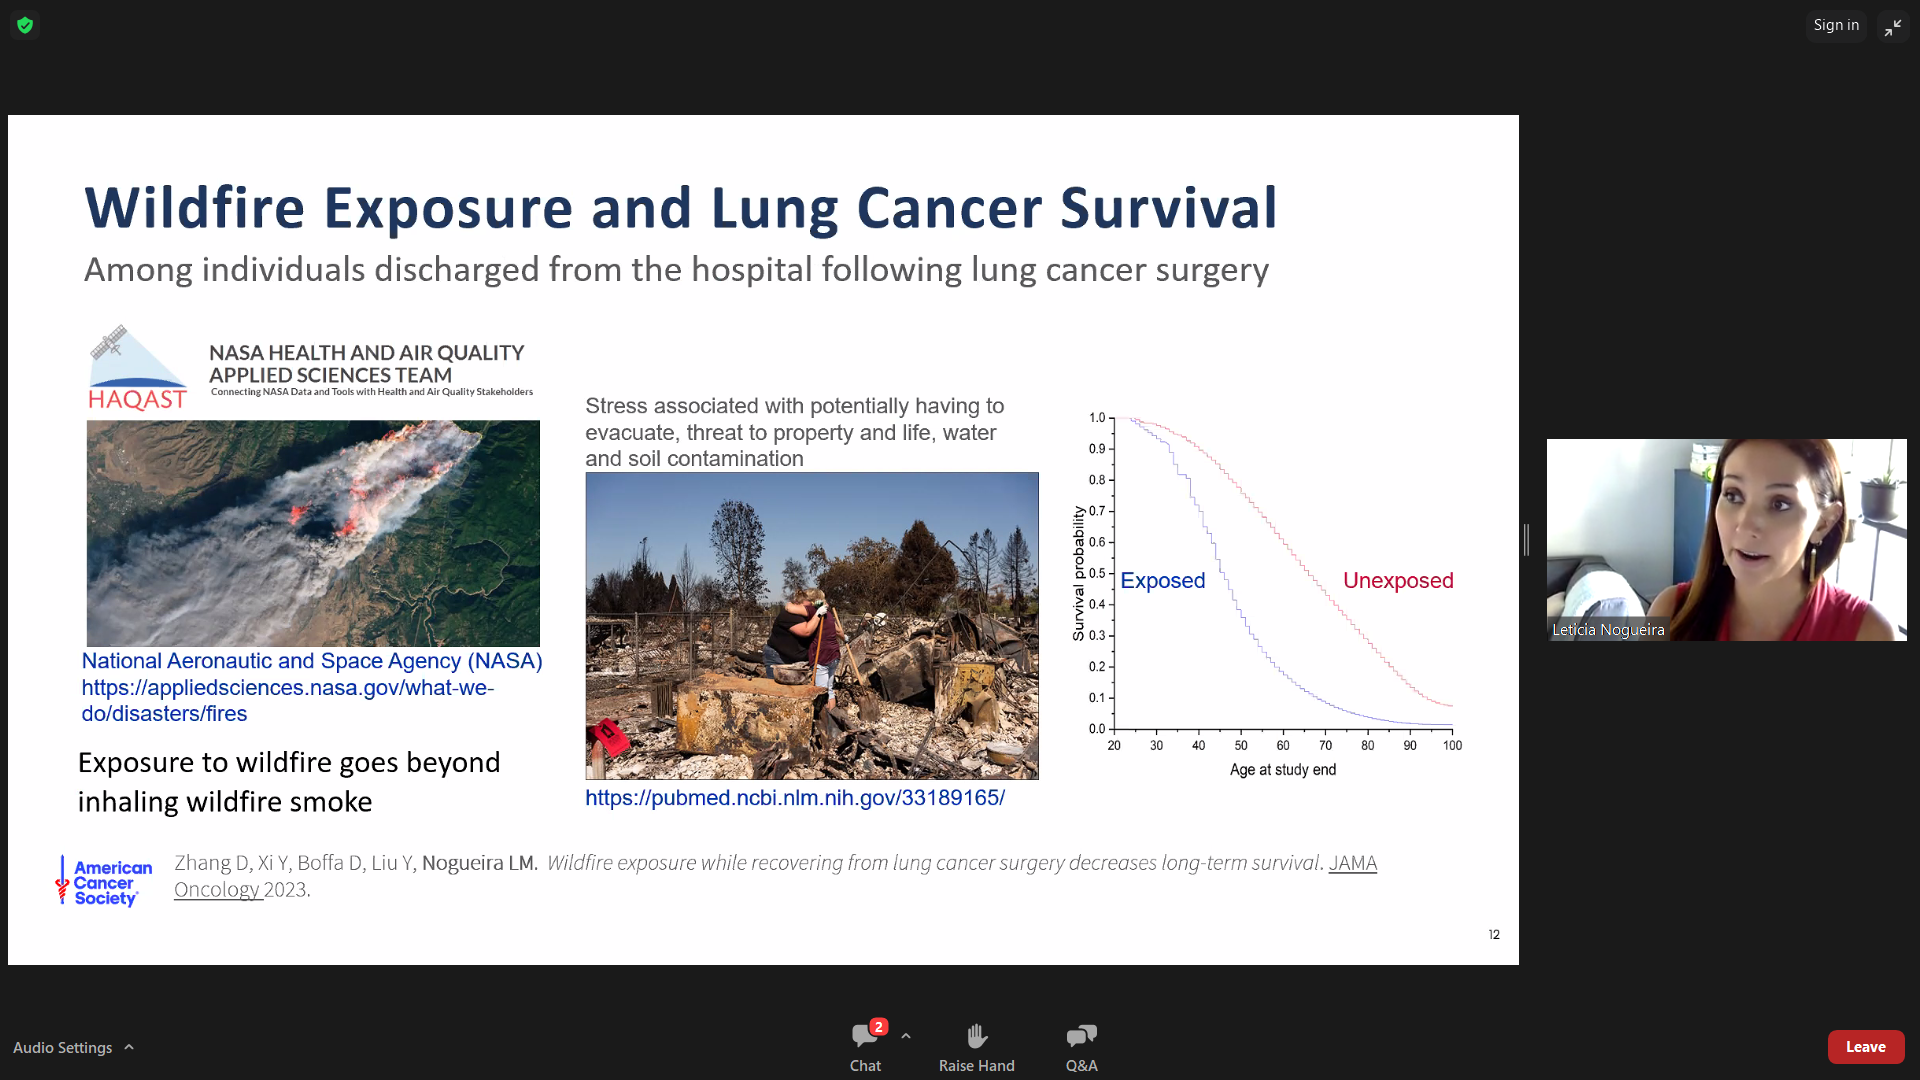 Sign in
Wildfire Exposure and Lung Cancer Survival
Among individuals discharged from the hospital following lung cancer surgery
HAQAST
NASA HEALTH AND AIR QUALITY
APPLIED SCIENCES TEAM
Connecting NASA Data and Tools with Health and Air Quality Stakeholders
National Aeronautic and Space Agency (NASA)
https://appliedsciences.nasa.gov/what-we-
do/disasters/fires
Exposure to wildfire goes beyond
inhaling wildfire smoke
Stress associated with potentially having to
evacuate, threat to property and life, water
and soil contamination
https://pubmed.ncbi.nlm.nih.gov/33189165/
Survival probability
1.0
0.9
0.8
0.7
0.6
0.5
0.4
0.3
0.2
0.1
0.0
Exposed
Unexposed
20 30 40 50 60 70 80 90 100
Age at study end
American
Cancer
Society
Zhang D, Xi Y, Boffa D, Liu Y, Nogueira LM. Wildfire exposure while recovering from lung cancer surgery decreases long-term survival. JAMA
Oncology 2023.
12
Leticia Nogueira
Audio Settings
2
Chat
Raise Hand
Q&A
Leave